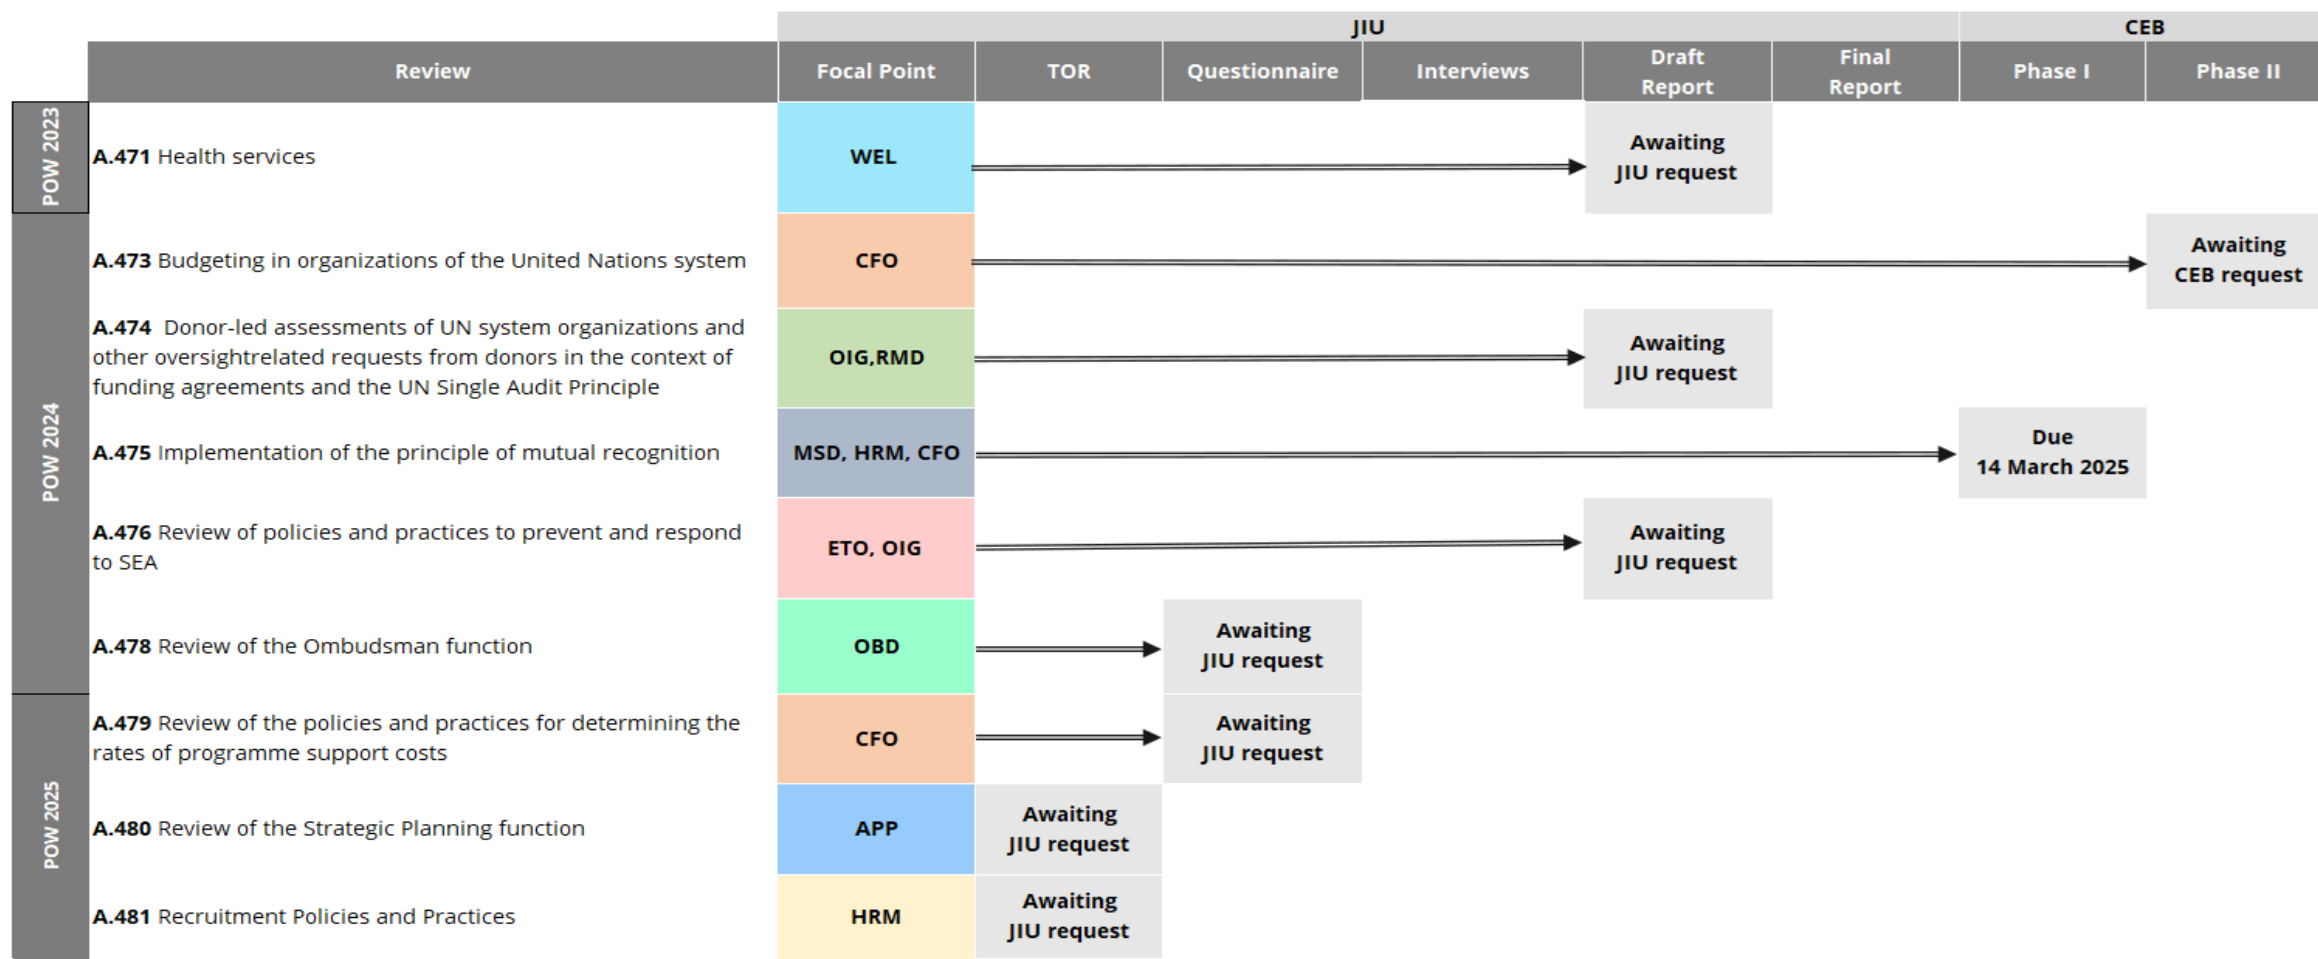 JIU CEB
Review Focal Point TOR Questionnaire Interviews Draft Report Final Report Phase I Phase II
POW 2023
A.471 Health services
WEL
Awaiting
JIU request
POW 2024
A.473 Budgeting in organizations of the United Nations system
CFO
Awaiting
CEB request
A.474 Donor-led assessments of UN system organizations and
other oversightrelated requests from donors in the context of
funding agreements and the UN Single Audit Principle
OIG,RMD
Awaiting
JIU request
A.475 Implementation of the principle of mutual recognition
MSD, HRM, CFO
Due
14 March 2025
A.476 Review of policies and practices to prevent and respond
to SEA
ETO, OIG
Awaiting
JIU request
A.478 Review of the Ombudsman function
OBD
Awaiting
JIU request
POW 2025
A.479 Review of the policies and practices for determining the
rates of programme support costs
CFO
Awaiting
JIU request
A.480 Review of the Strategic Planning function
APP
Awaiting
JIU request
A.481 Recruitment Policies and Practices
HRM
Awaiting
JIU request